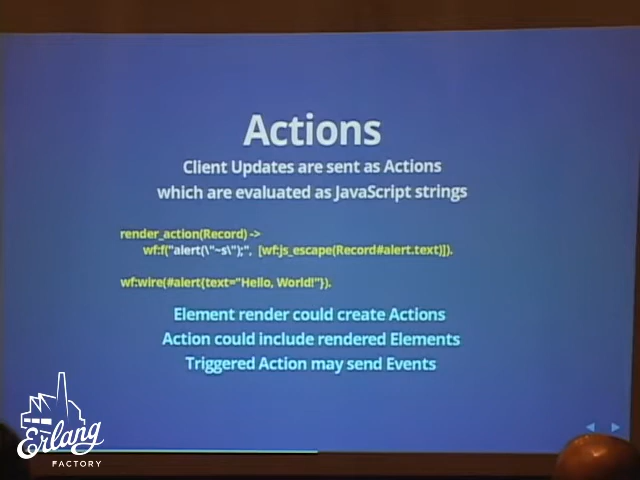 Actions
Client Updates are sent as Actions
which are evaluated as JavaScript strings
render_action(Record) ->
wf:f("alert(\"~s\");", [wf:js_escape(Record#alert.text)]).
wf:wire(#alert{text="Hello, World!"}).
Element render could create Actions
Action could include rendered Elements
Triggered Action may send Events
Erlang
FACTORY